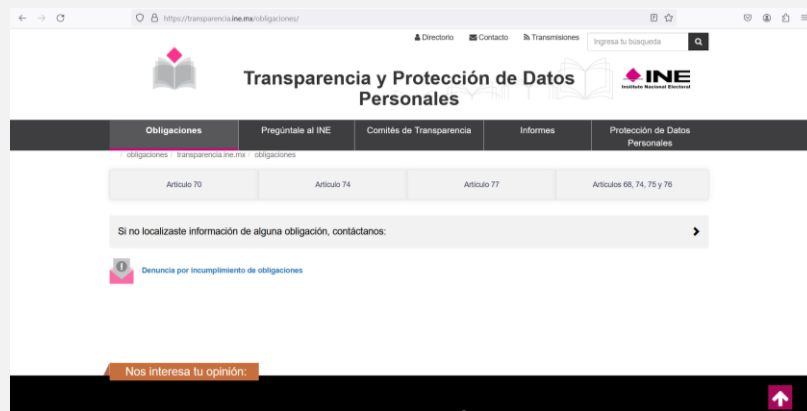 https://transparencia.ine.mx/obligaciones/
Directorio Contacto Transmisiones Ingresa tu búsqueda
Transparencia y Protección de Datos
Personales
INE
Instituto Nacional Electoral
Obligaciones Pregúntale al INE Comités de Transparencia Informes Protección de Datos
Personales
/ obligaciones / transparencia.ine.mx / obligaciones
Artículo 70 Artículo 74 Artículo 77 Artículos 68, 74, 75 y 76
Si no localizaste información de alguna obligación, contáctanos:
Denuncia por incumplimiento de obligaciones
Nos interesa tu opinión: